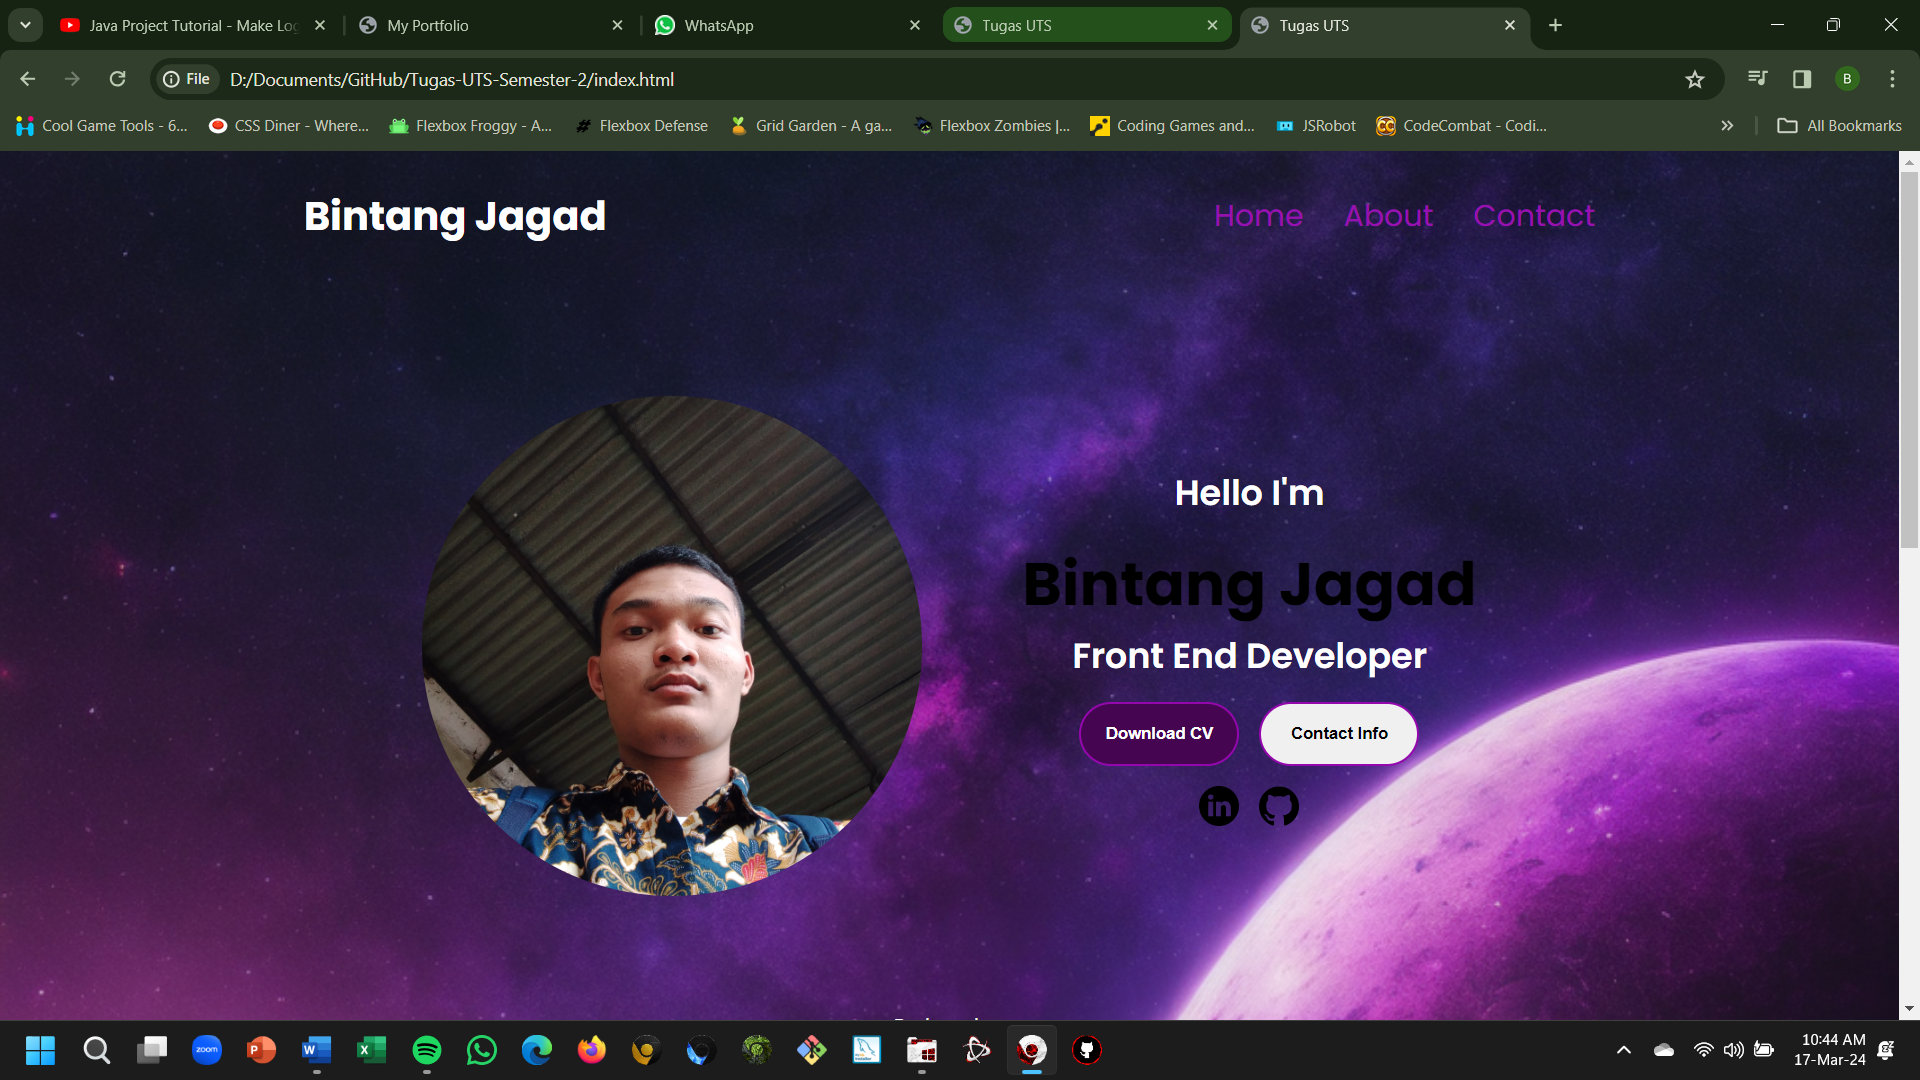 Java Project Tutorial - Make Log
My Portfolio
WhatsApp
Tugas UTS
Tugas UTS
File
D:/Documents/GitHub/Tugas-UTS-Semester-2/index.html
B
Cool Game Tools - 6...
CSS Diner - Where...
Flexbox Froggy - A...
Flexbox Defense
Grid Garden - A ga...
Flexbox Zombies |...
Coding Games and...
JSRobot
CodeCombat - Codi...
All Bookmarks
Bintang Jagad
Home
About
Contact
Hello I'm
Bintang Jagad
Front End Developer
Download CV
Contact Info
in
zoom
10:44 AM
17-Mar-24